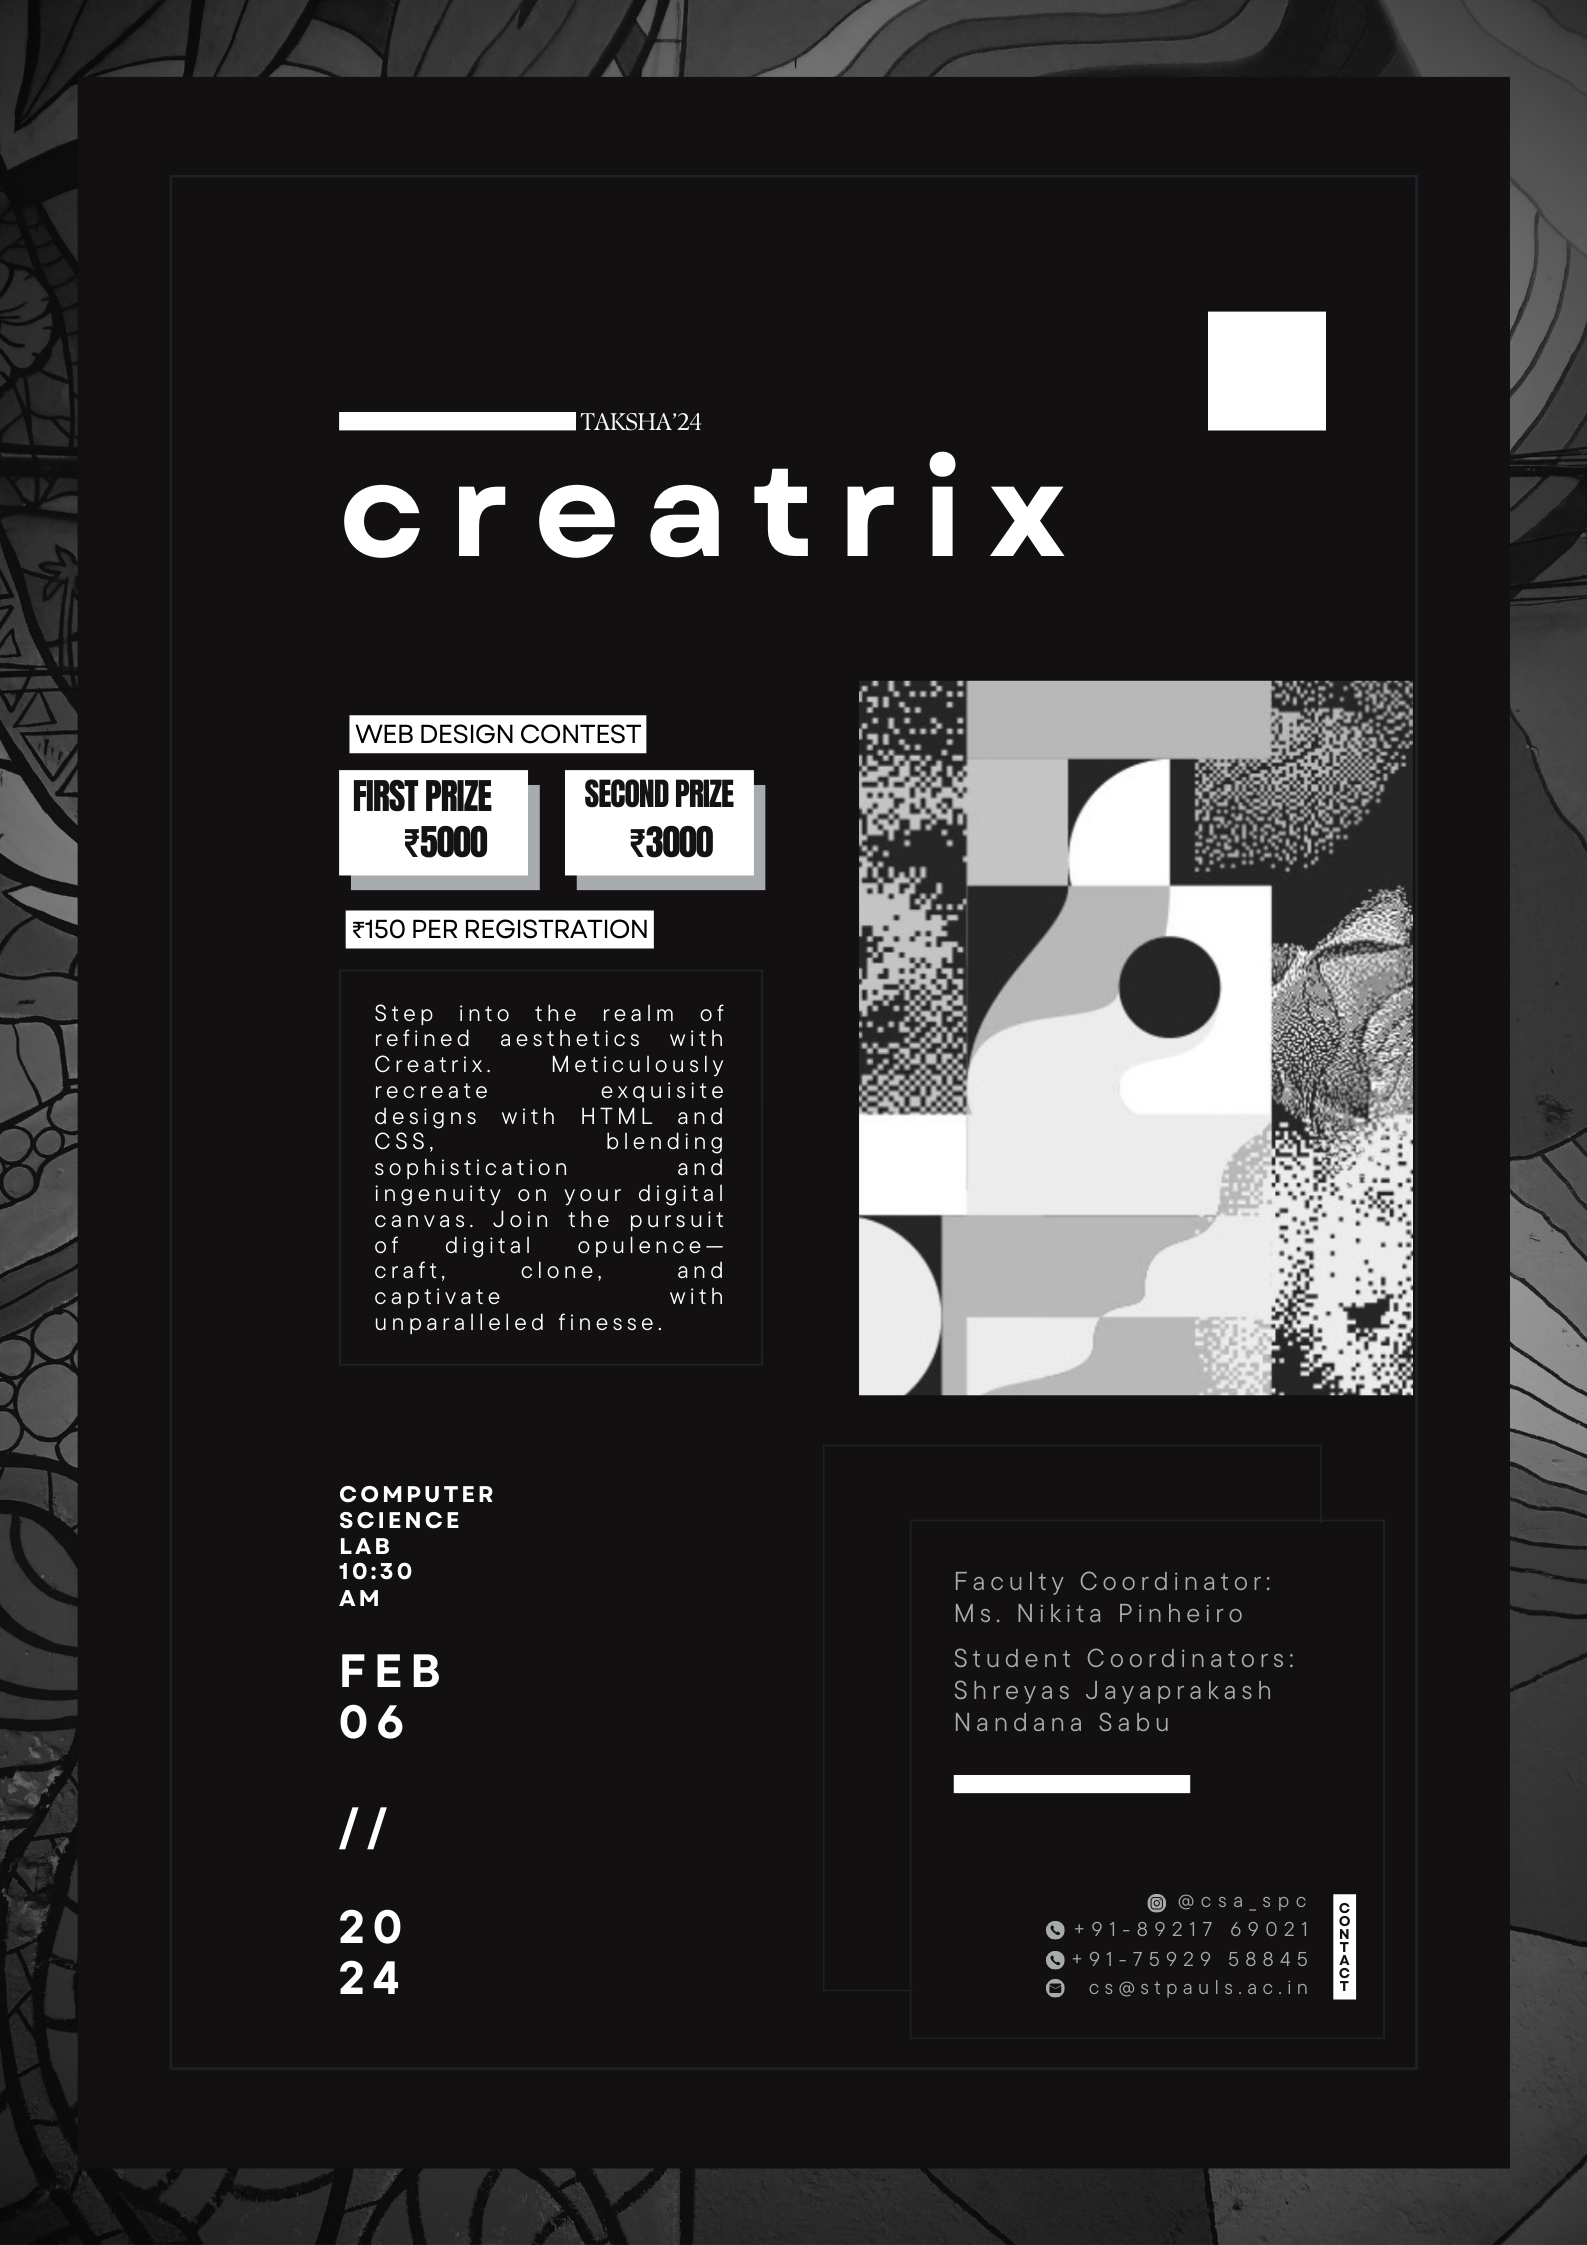 TAKSHA’24
creatrix
WEB DESIGN CONTEST
FIRST PRIZE
₹5000
SECOND PRIZE
₹3000
₹150 PER REGISTRATION
Step into the realm of
refined aesthetics with
Creatrix. Meticulously
recreate exquisite
designs with HTML and
CSS, blending
sophistication and
ingenuity on your digital
canvas. Join the pursuit
of digital opulence—
craft, clone, and
captivate with
unparalleled finesse.
COMPUTER
SCIENCE
LAB
10:30
AM
FEB
06
//
20
24
Faculty Coordinator:
Ms. Nikita Pinheiro
Student Coordinators:
Shreyas Jayaprakash
Nandana Sabu
@csa_spc
+91-89217 69021
+91-75929 58845
cs@stpauls.ac.in
CONTACT